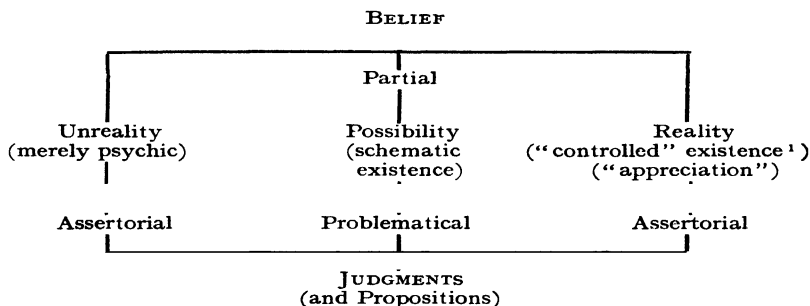 BELIEF
Partial
Unreality Possibility Reality
(merely psychic) (schematic existence) ("controlled" existence¹)
("appreciation")
Assertorial Problematical Assertorial
JUDGMENTS
(and Propositions)